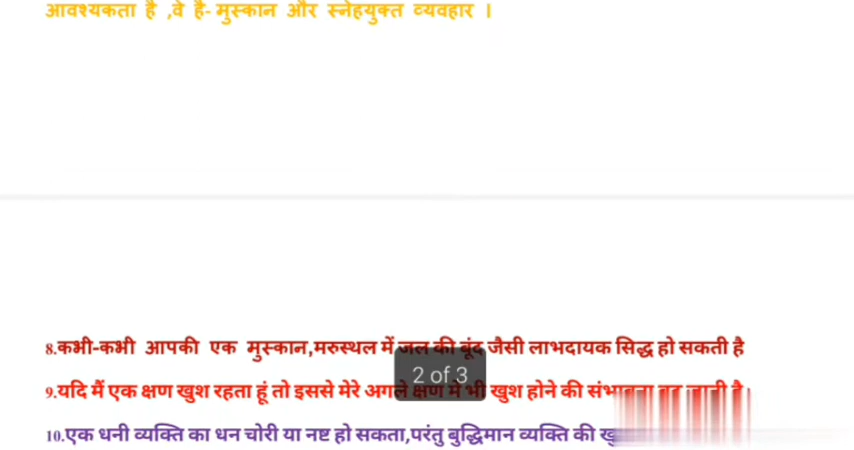 आवश्यकता है ,वे है- मुस्कान और स्नेहयुक्त व्यवहार ।
8.कभी-कभी आपकी एक मुस्कान,मरुस्थल में जल की बूंद जैसी लाभदायक सिद्ध हो सकती है
2 of 3
9.यदि मैं एक क्षण खुश रहता हूं तो इससे मेरे अगले क्षण में भी खुश होने की
10.एक धनी व्यक्ति का धन चोरी या नष्ट हो सकता,परंतु बुद्धिमान व्यक्ति की